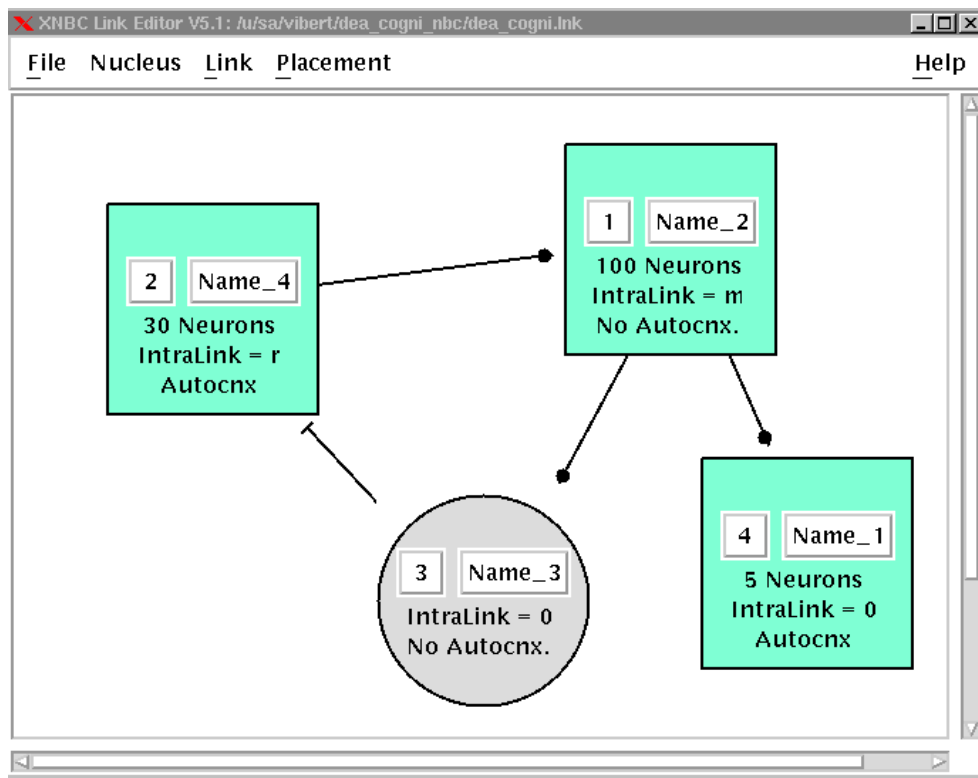 XNBC Link Editor V5.1: /u/sa/vibert/dea_cogni_nbc/dea_cogni.lnk
File Nucleus Link Placement Help
1 Name_2
100 Neurons
IntraLink = m
No Autocnx.
2 Name_4
30 Neurons
IntraLink = r
Autocnx
3 Name_3
IntraLink = 0
No Autocnx.
4 Name_1
5 Neurons
IntraLink = 0
Autocnx